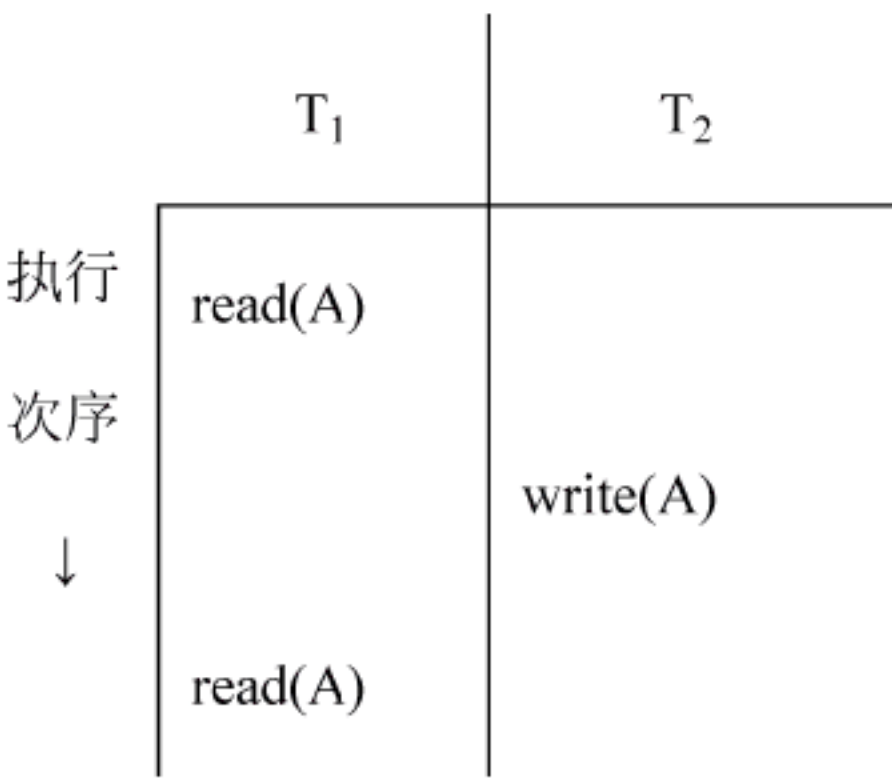 T₁ T₂
执行
read(A)
次序
write(A)
↓
read(A)